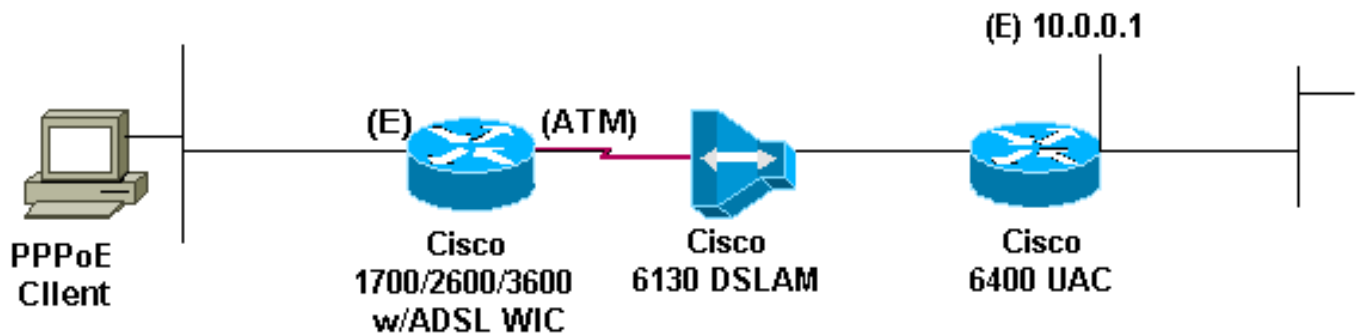 (E) 10.0.0.1
(E)
(ATM)
PPPoE
Client
Cisco
1700/2600/3600
w/ADSL WIC
Cisco
6130 DSLAM
Cisco
6400 UAC